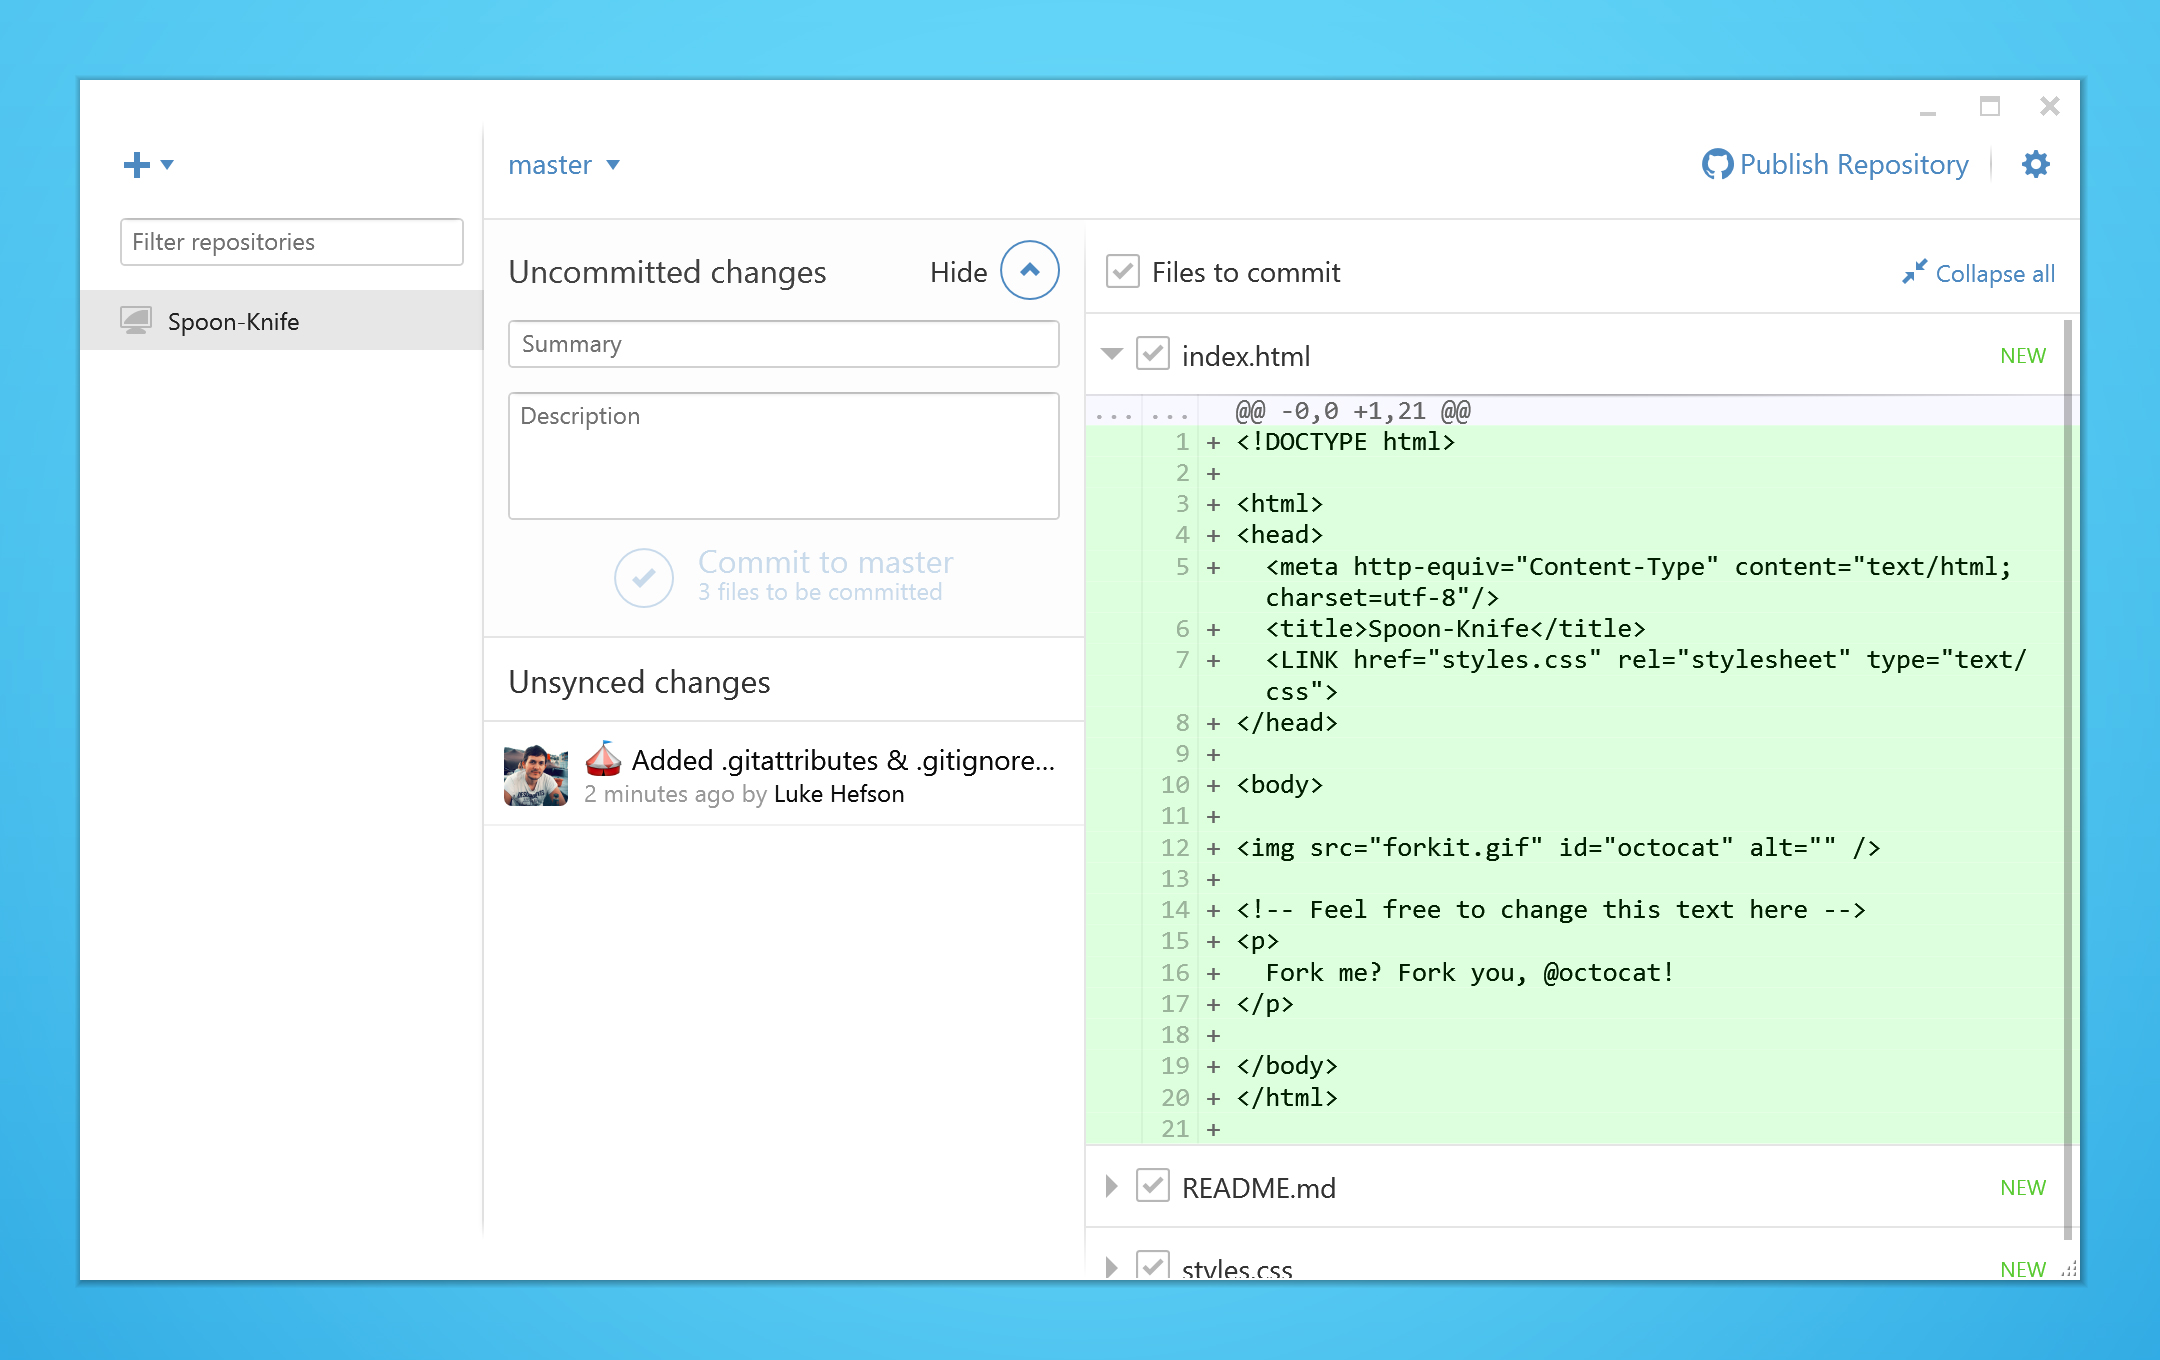 master
Publish Repository
Filter repositories
Spoon-Knife
Uncommitted changes
Hide
Summary
Description
Commit to master
3 files to be committed
Unsynced changes
Added .gitattributes & .gitignore...
2 minutes ago by Luke Hefson
Files to commit
Collapse all
index.html NEW
... ... @@ -0,0 +1,21 @@
1 + <!DOCTYPE html>
2 +
3 + <html>
4 + <head>
5 + <meta http-equiv="Content-Type" content="text/html;
charset=utf-8"/>
6 + <title>Spoon-Knife</title>
7 + <LINK href="styles.css" rel="stylesheet" type="text/
css">
8 + </head>
9 +
10 + <body>
11 +
12 + <img src="forkit.gif" id="octocat" alt="" />
13 +
14 + <!-- Feel free to change this text here -->
15 + <p>
16 + Fork me? Fork you, @octocat!
17 + </p>
18 +
19 + </body>
20 + </html>
21 +
README.md NEW
styles.css NEW